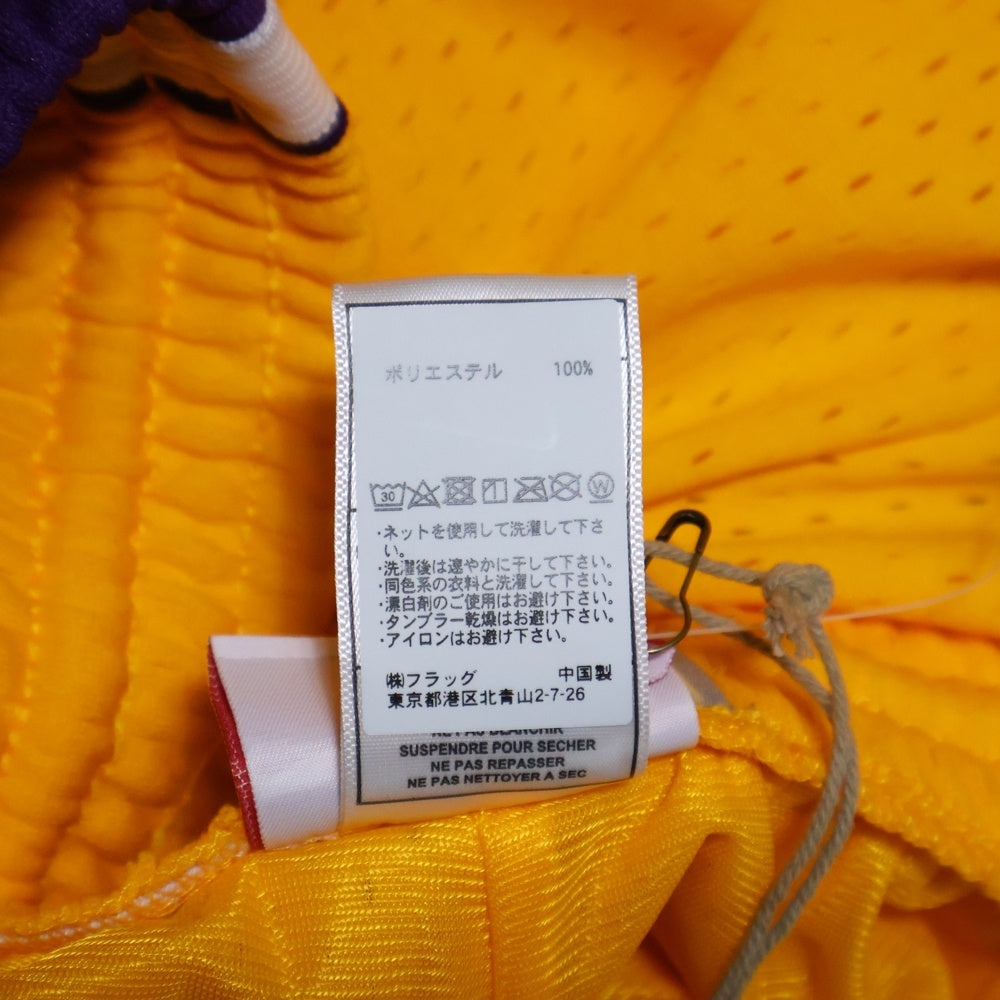 ポリエステル 100%
30 W
・ネットを使用して洗濯して下さ
い。
・洗濯後は速やかに干して下さい。
・同色系の衣料と洗濯して下さい。
・漂白剤のご使用はお避け下さい。
・タンブラー乾燥はお避け下さい。
・アイロンはお避け下さい。
㈱フラッグ 中国製
東京都港区北青山2-7-26
NE PAS BLANCHIR
SUSPENDRE POUR SECHER
NE PAS REPASSER
NE PAS NETTOYER A SEC